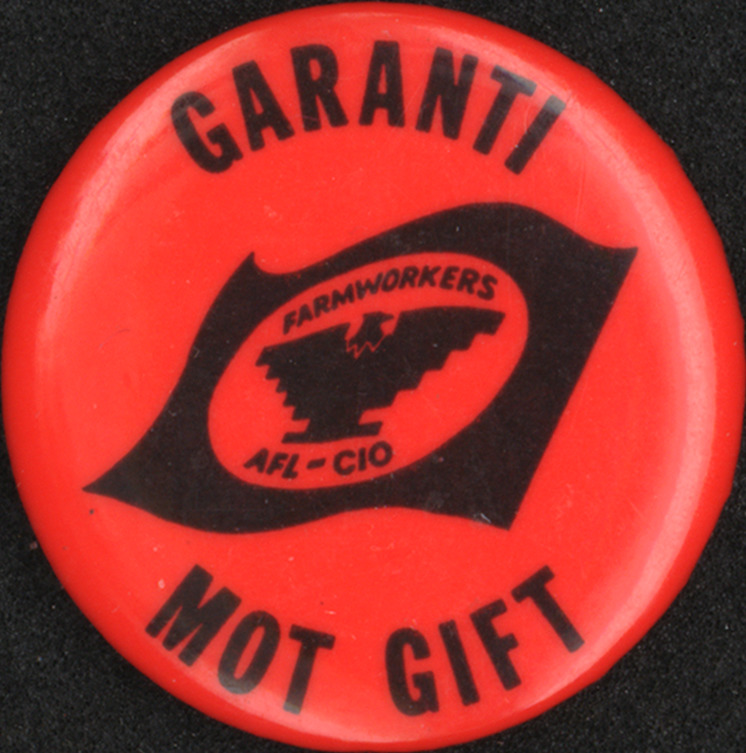 GARANTI
FARMWORKERS
AFL-CIO
MOT GIFT